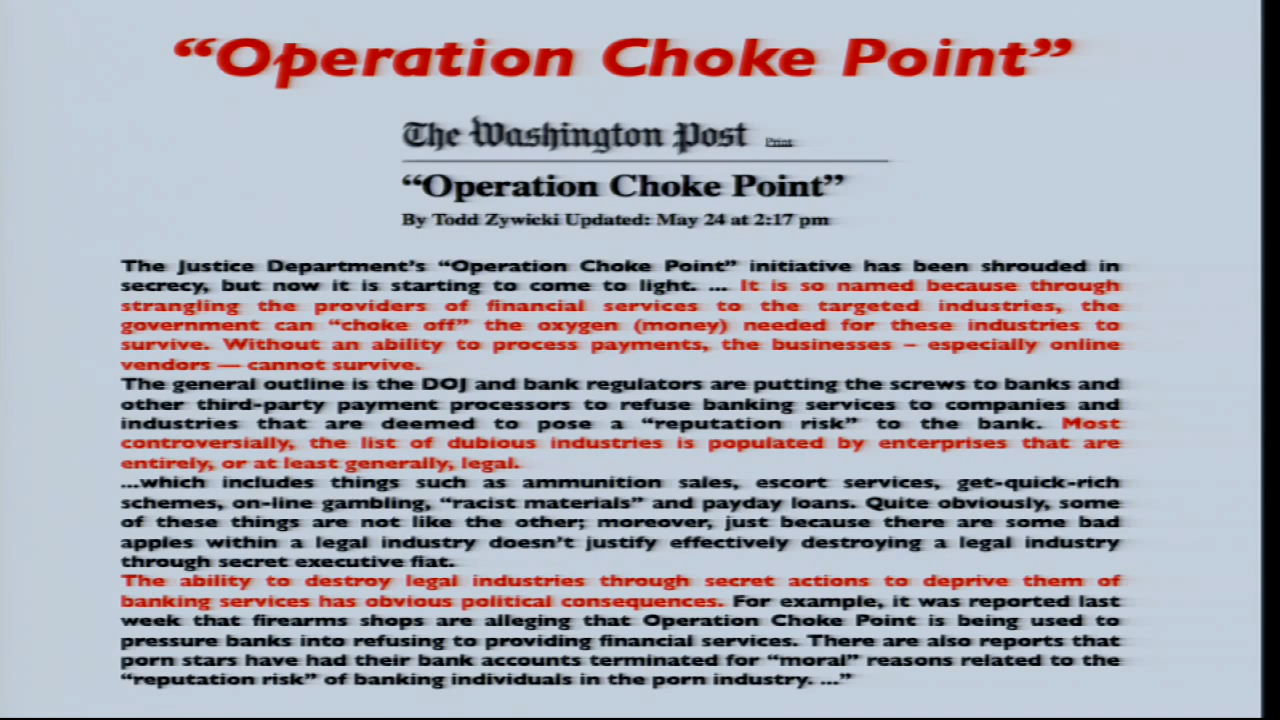 “Operation Choke Point”
The Washington Post Print
“Operation Choke Point”
By Todd Zywicki Updated: May 24 at 2:17 pm
The Justice Department’s “Operation Choke Point” initiative has been shrouded in
secrecy, but now it is starting to come to light. ... It is so named because through
strangling the providers of financial services to the targeted industries, the
government can “choke off” the oxygen (money) needed for these industries to
survive. Without an ability to process payments, the businesses – especially online
vendors — cannot survive.
The general outline is the DOJ and bank regulators are putting the screws to banks and
other third-party payment processors to refuse banking services to companies and
industries that are deemed to pose a “reputation risk” to the bank. Most
controversially, the list of dubious industries is populated by enterprises that are
entirely, or at least generally, legal.
...which includes things such as ammunition sales, escort services, get-quick-rich
schemes, on-line gambling, “racist materials” and payday loans. Quite obviously, some
of these things are not like the other; moreover, just because there are some bad
apples within a legal industry doesn’t justify effectively destroying a legal industry
through secret executive fiat.
The ability to destroy legal industries through secret actions to deprive them of
banking services has obvious political consequences. For example, it was reported last
week that firearms shops are alleging that Operation Choke Point is being used to
pressure banks into refusing to providing financial services. There are also reports that
porn stars have had their bank accounts terminated for “moral” reasons related to the
“reputation risk” of banking individuals in the porn industry. ...”